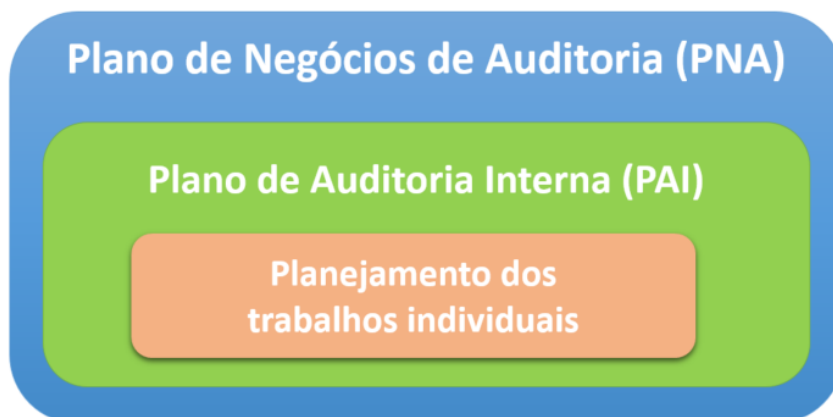 Plano de Negócios de Auditoria (PNA)
Plano de Auditoria Interna (PAI)
Planejamento dos
trabalhos individuais